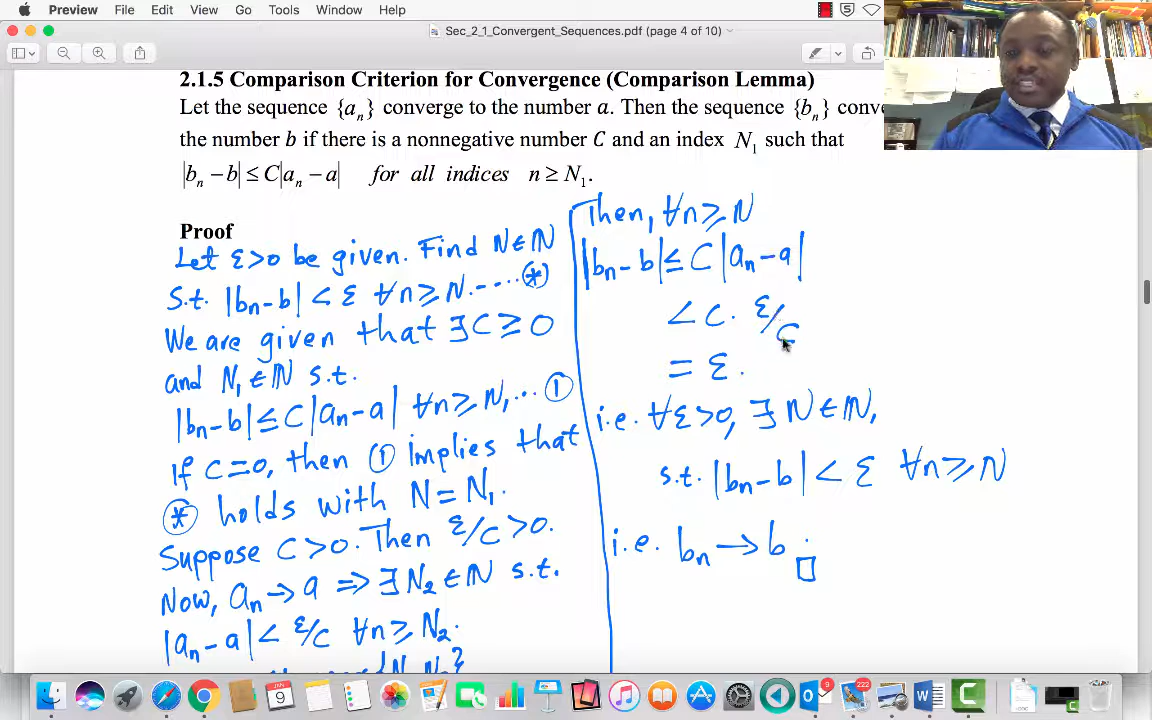 Preview File Edit View Go Tools Window Help
Sec_2_1_Convergent_Sequences.pdf (page 4 of 10)
2.1.5 Comparison Criterion for Convergence (Comparison Lemma)
Let the sequence {aₙ} converge to the number a. Then the sequence {bₙ} conve
the number b if there is a nonnegative number C and an index N₁ such that
|bₙ − b| ≤ C|aₙ − a| for all indices n ≥ N₁.
Proof
Let ε>0 be given. Find N∈ℕ
s.t. |bₙ−b| < ε ∀n≥N.----⊛
We are given that ∃C≥0
and N₁∈ℕ s.t.
|bₙ−b| ≤ C|aₙ−a| ∀n≥N₁...①
If C=0, then ① implies that
⊛ holds with N=N₁.
Suppose C>0. Then ε/C>0.
Now, aₙ→a ⟹ ∃N₂∈ℕ s.t.
|aₙ−a| < ε/C ∀n≥N₂.
Then, ∀n≥N
|bₙ−b| ≤ C|aₙ−a|
< C. ε/C
= ε.
i.e. ∀ε>0, ∃N∈ℕ,
s.t. |bₙ−b| < ε ∀n≥N
i.e. bₙ→b.
JAN
9
9
222